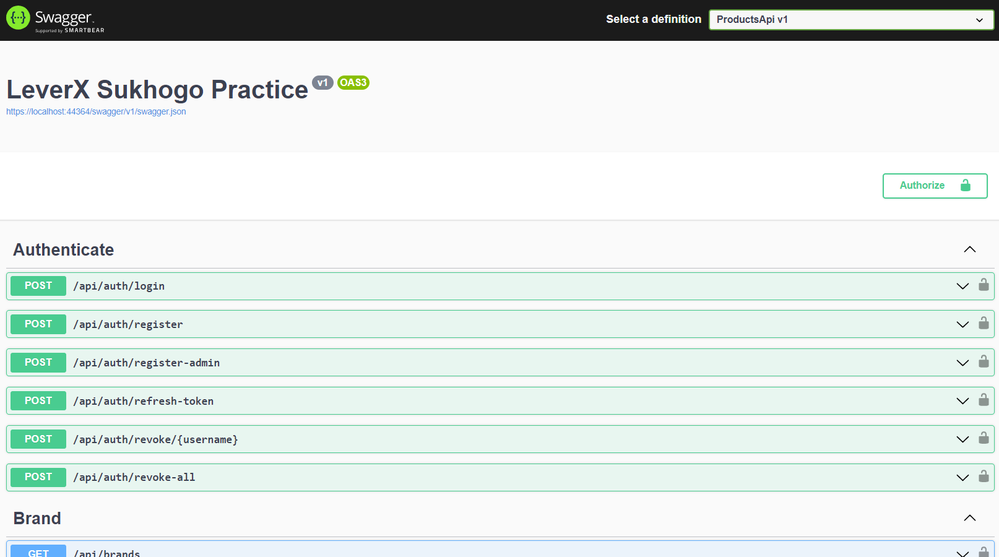 Swagger.
Supported by SMARTBEAR
Select a definition
ProductsApi v1
LeverX Sukhogo Practice v1 OAS3
https://localhost:44364/swagger/v1/swagger.json
Authorize
Authenticate
POST /api/auth/login
POST /api/auth/register
POST /api/auth/register-admin
POST /api/auth/refresh-token
POST /api/auth/revoke/{username}
POST /api/auth/revoke-all
Brand
GET /api/brands